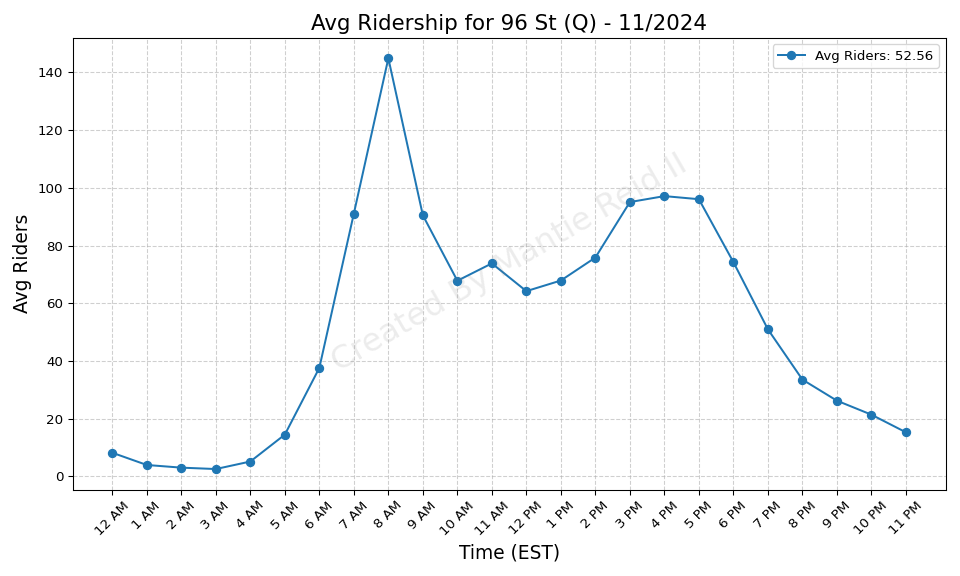 Avg Ridership for 96 St (Q) - 11/2024
Avg Riders: 52.56
Avg Riders
140
120
100
80
60
40
20
0
Created By Mantie Reid II
12 AM
1 AM
2 AM
3 AM
4 AM
5 AM
6 AM
7 AM
8 AM
9 AM
10 AM
11 AM
12 PM
1 PM
2 PM
3 PM
4 PM
5 PM
6 PM
7 PM
8 PM
9 PM
10 PM
11 PM
Time (EST)